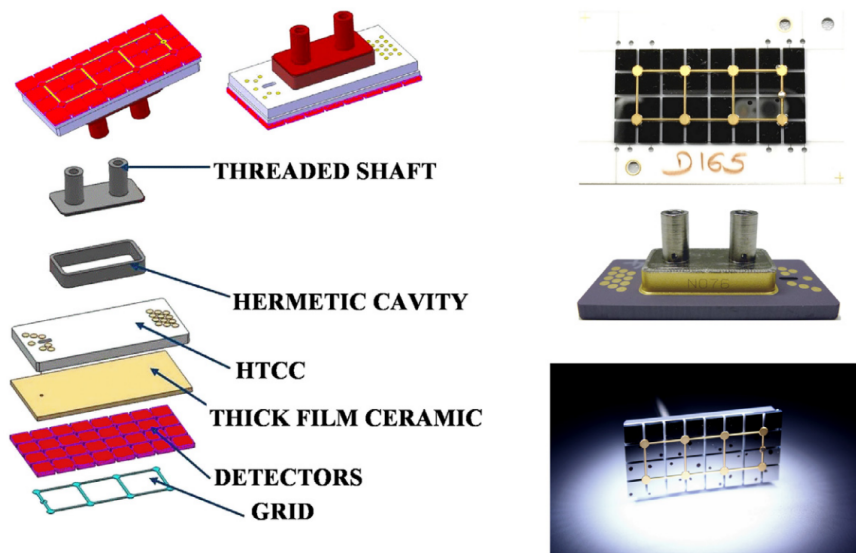 THREADED SHAFT
HERMETIC CAVITY
HTCC
THICK FILM CERAMIC
DETECTORS
GRID
D165
N076